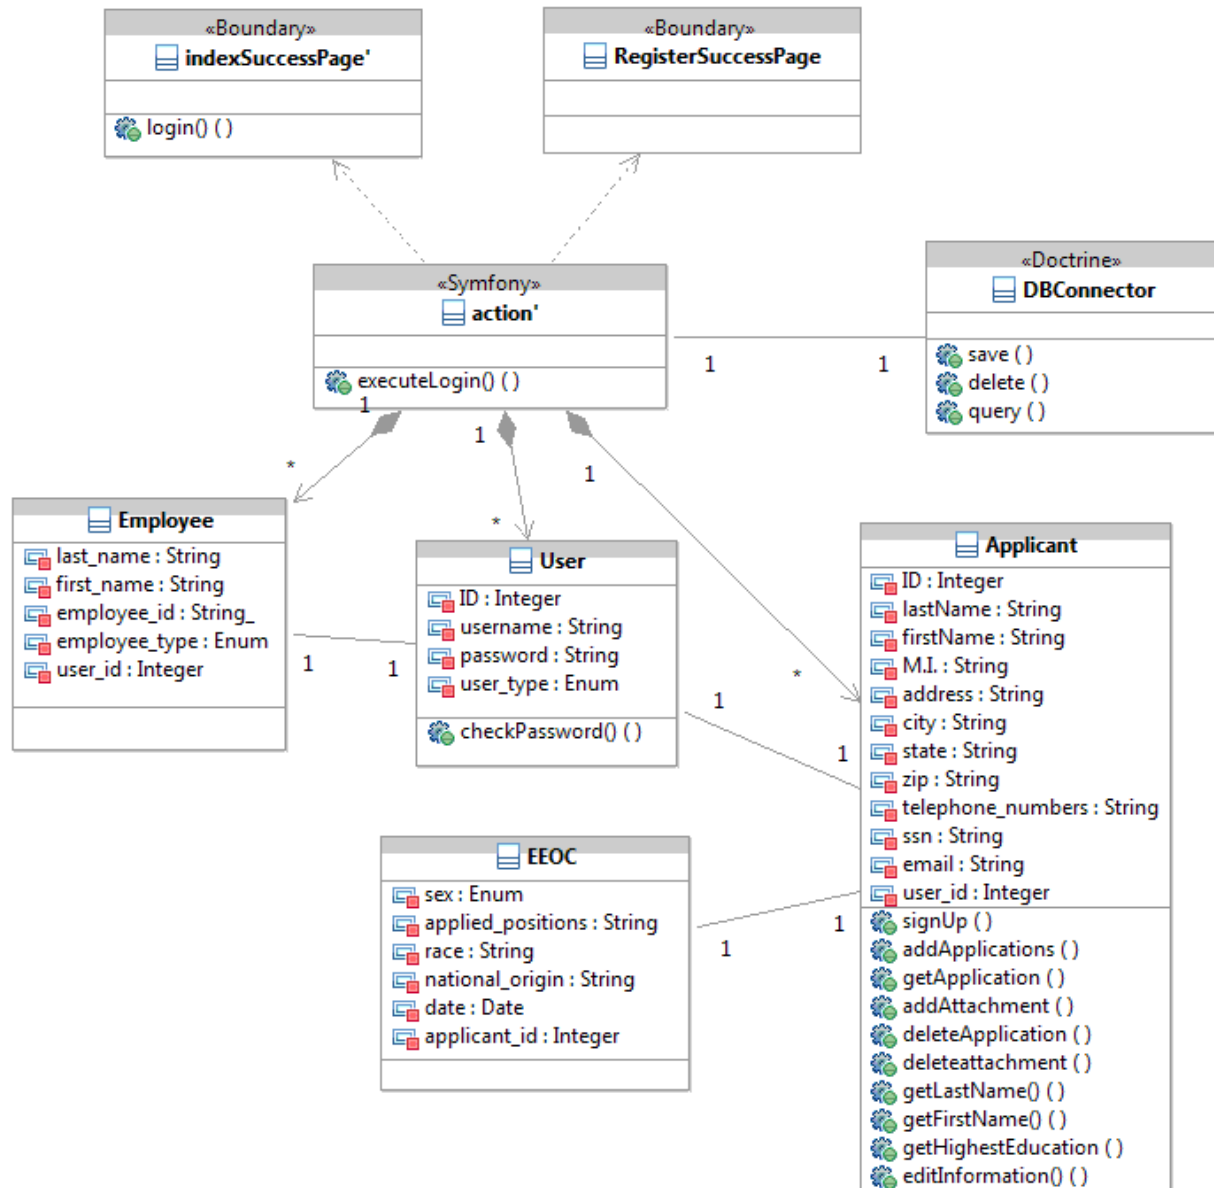 «Boundary»
indexSuccessPage'
login() ( )
«Boundary»
RegisterSuccessPage
«Symfony»
action'
executeLogin() ( )
«Doctrine»
DBConnector
save ( )
delete ( )
query ( )
1
1
1
*
1
*
1
*
Employee
last_name : String
first_name : String
employee_id : String_
employee_type : Enum
user_id : Integer
1
1
User
ID : Integer
username : String
password : String
user_type : Enum
checkPassword() ( )
1
1
Applicant
ID : Integer
lastName : String
firstName : String
M.I. : String
address : String
city : String
state : String
zip : String
telephone_numbers : String
ssn : String
email : String
user_id : Integer
signUp ( )
addApplications ( )
getApplication ( )
addAttachment ( )
deleteApplication ( )
deleteattachment ( )
getLastName() ( )
getFirstName() ( )
getHighestEducation ( )
editInformation() ( )
EEOC
sex : Enum
applied_positions : String
race : String
national_origin : String
date : Date
applicant_id : Integer
1
1